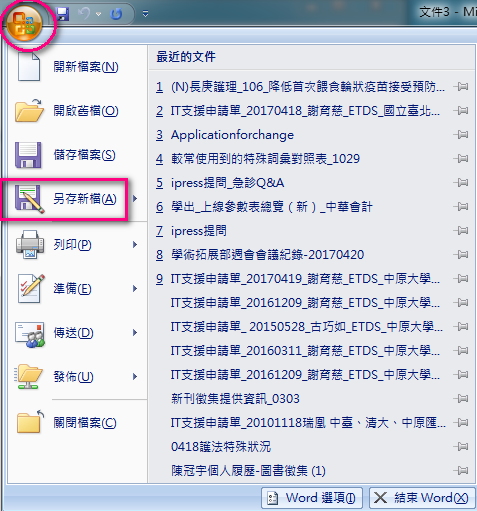 文件3 - Mi
最近的文件
開新檔案(N)
開啟舊檔(O)
儲存檔案(S)
另存新檔(A)
列印(P)
準備(E)
傳送(D)
發佈(U)
關閉檔案(C)
1 (N)長庚護理_106_降低首次餵食輪狀疫苗接受預防...
2 IT支援申請單_20170418_謝育慈_ETDS_國立臺北...
3 Applicationforchange
4 較常使用到的特殊詞彙對照表_1029
5 ipress提問_急診Q&A
6 學出_上線參數表總覽（新）_中華會計
7 ipress提問
8 學術拓展部週會會議紀錄-20170420
9 IT支援申請單_20170419_謝育慈_ETDS_中原大學...
IT支援申請單_20161209_謝育慈_ETDS_中原大學...
IT支援申請單_ 20150528_古巧如_ETDS_中原大學...
IT支援申請單_20160311_謝育慈_ETDS_中原大學...
IT支援申請單_20161209_謝育慈_ETDS_中原大學...
新刊徵集提供資訊_0303
IT支援申請單_20101118瑞凰 中臺、清大、中原匯...
0418護法特殊狀況
陳冠宇個人履歷-圖書徵集 (1)
Word 選項(I)
結束 Word(X)